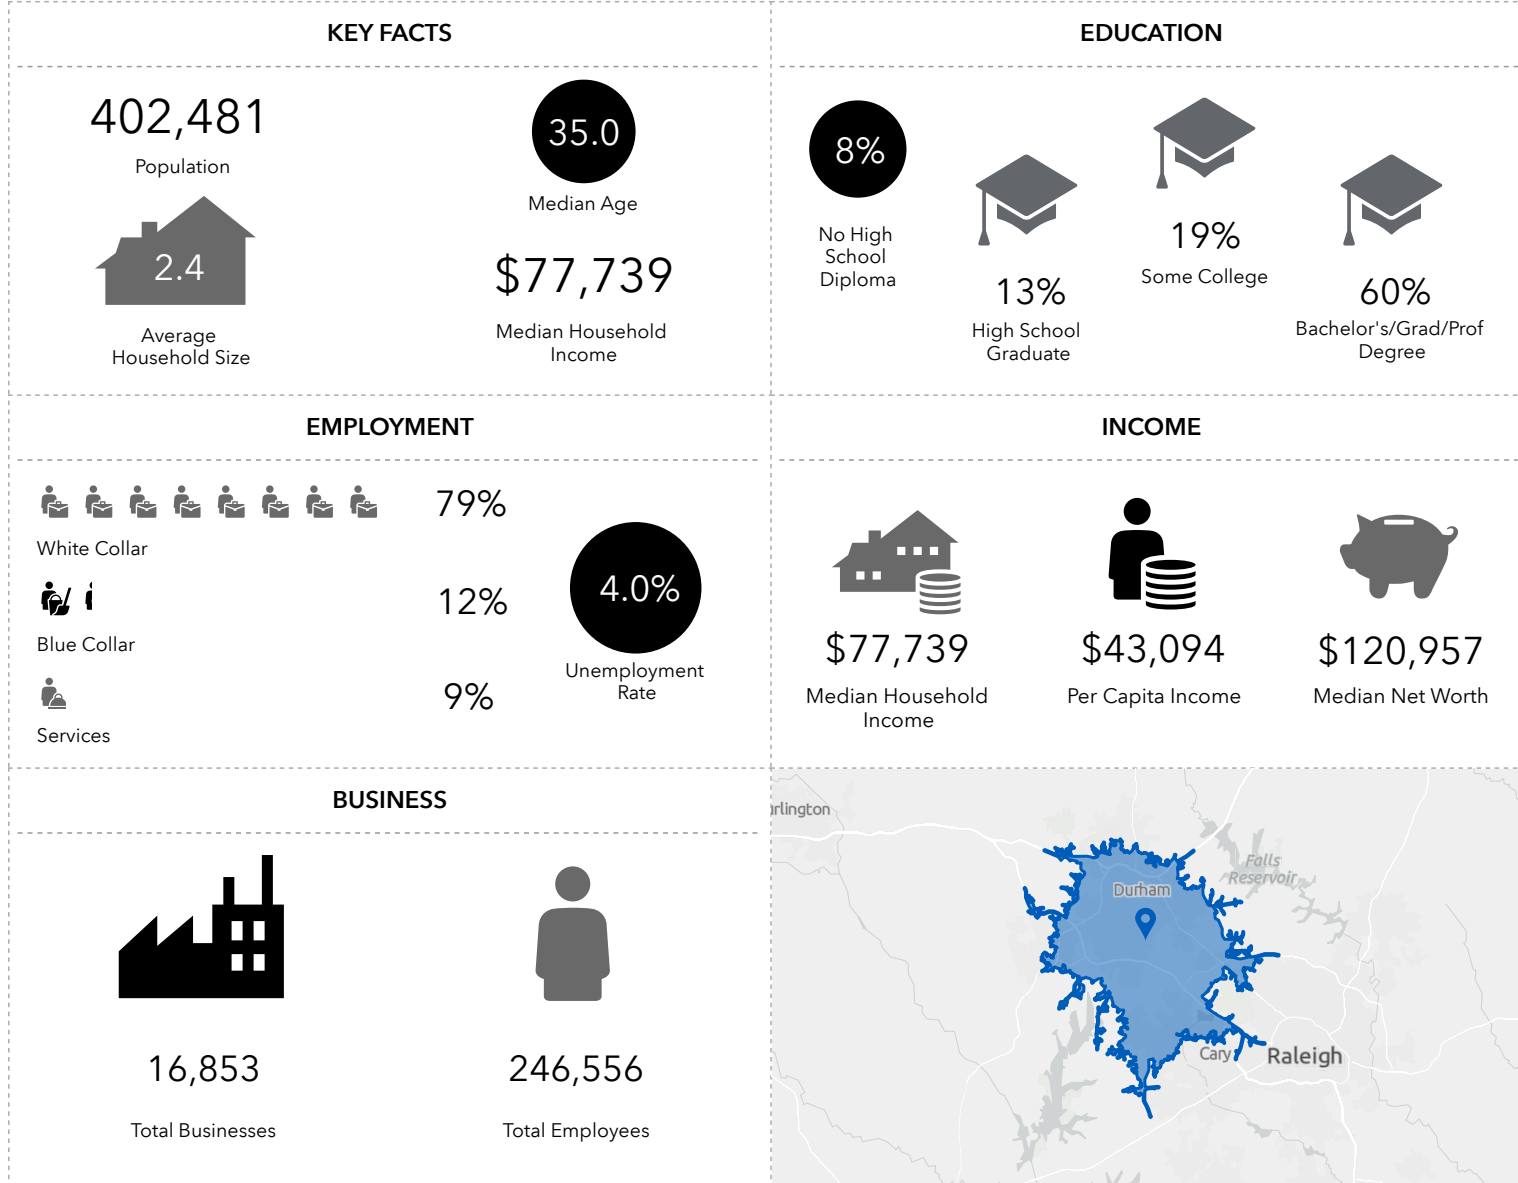 KEY FACTS
402,481
Population
35.0
Median Age
2.4
Average
Household Size
$77,739
Median Household
Income
EDUCATION
8%
No High
School
Diploma
13%
High School
Graduate
19%
Some College
60%
Bachelor's/Grad/Prof
Degree
EMPLOYMENT
79%
White Collar
12%
Blue Collar
9%
Services
4.0%
Unemployment
Rate
INCOME
$77,739
Median Household
Income
$43,094
Per Capita Income
$120,957
Median Net Worth
BUSINESS
16,853
Total Businesses
246,556
Total Employees
rlington
Falls
Reservoir
Durham
Cary
Raleigh